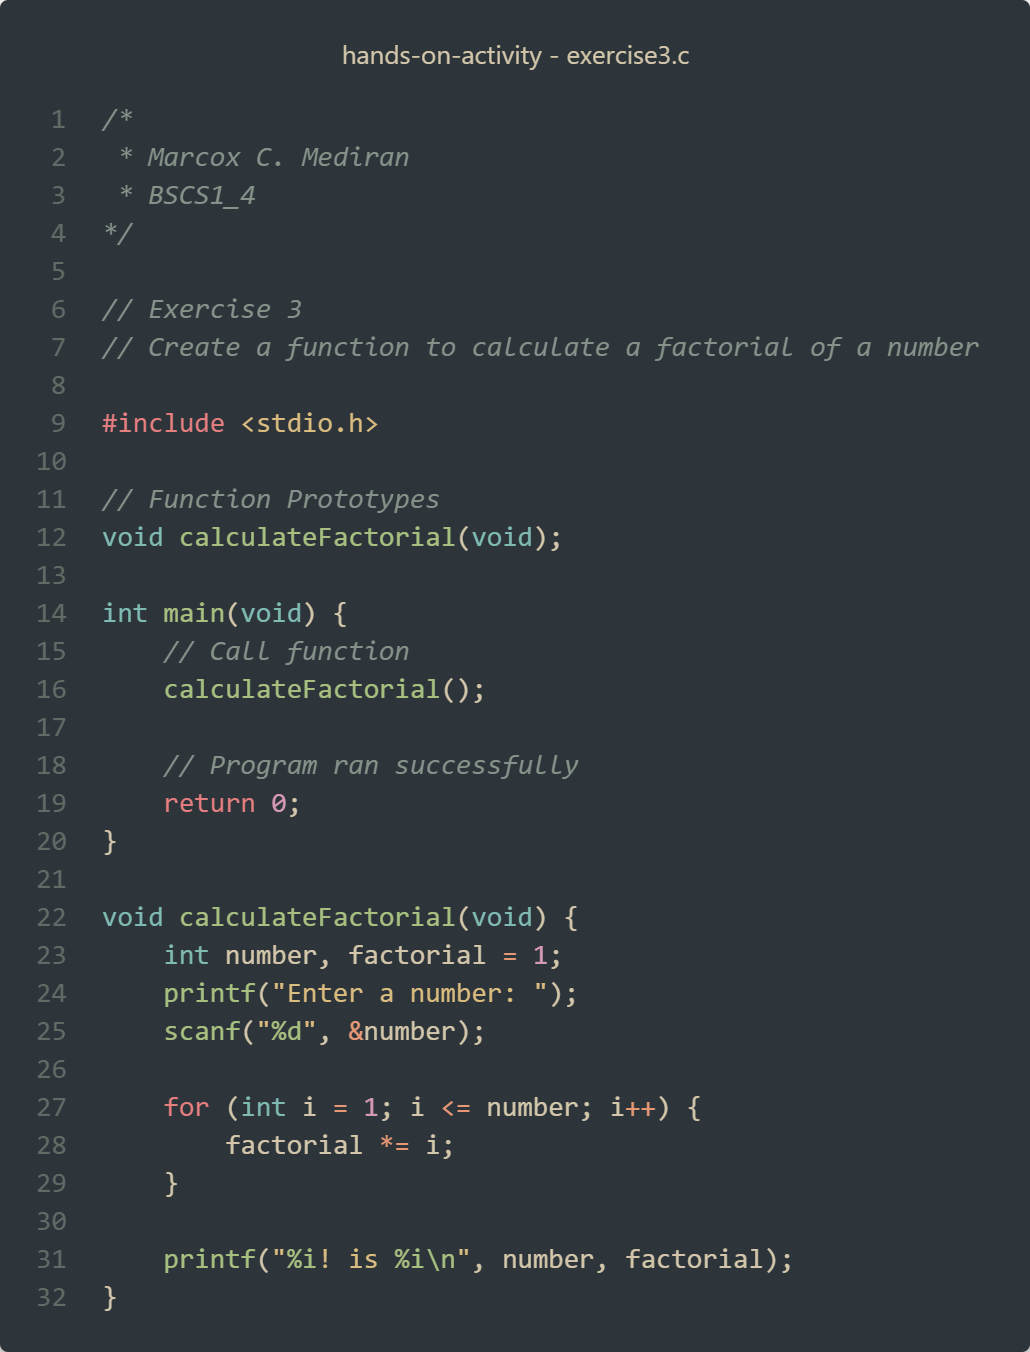 hands-on-activity - exercise3.c
1 /*
2  * Marcox C. Mediran
3  * BSCS1_4
4 */
5
6 // Exercise 3
7 // Create a function to calculate a factorial of a number
8
9 #include <stdio.h>
10
11 // Function Prototypes
12 void calculateFactorial(void);
13
14 int main(void) {
15     // Call function
16     calculateFactorial();
17
18     // Program ran successfully
19     return 0;
20 }
21
22 void calculateFactorial(void) {
23     int number, factorial = 1;
24     printf("Enter a number: ");
25     scanf("%d", &number);
26
27     for (int i = 1; i <= number; i++) {
28         factorial *= i;
29     }
30
31     printf("%i! is %i\n", number, factorial);
32 }